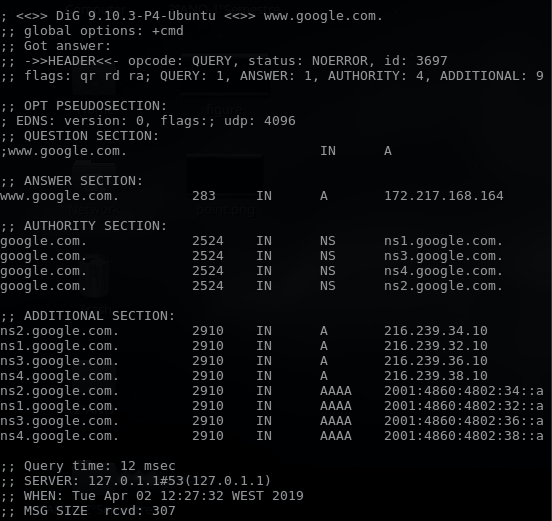 ; <<>> DiG 9.10.3-P4-Ubuntu <<>> www.google.com.
;; global options: +cmd
;; Got answer:
;; ->>HEADER<<- opcode: QUERY, status: NOERROR, id: 3697
;; flags: qr rd ra; QUERY: 1, ANSWER: 1, AUTHORITY: 4, ADDITIONAL: 9
;; OPT PSEUDOSECTION:
; EDNS: version: 0, flags:; udp: 4096
;; QUESTION SECTION:
;www.google.com. IN A
;; ANSWER SECTION:
www.google.com. 283 IN A 172.217.168.164
;; AUTHORITY SECTION:
google.com. 2524 IN NS ns1.google.com.
google.com. 2524 IN NS ns3.google.com.
google.com. 2524 IN NS ns4.google.com.
google.com. 2524 IN NS ns2.google.com.
;; ADDITIONAL SECTION:
ns2.google.com. 2910 IN A 216.239.34.10
ns1.google.com. 2910 IN A 216.239.32.10
ns3.google.com. 2910 IN A 216.239.36.10
ns4.google.com. 2910 IN A 216.239.38.10
ns2.google.com. 2910 IN AAAA 2001:4860:4802:34::a
ns1.google.com. 2910 IN AAAA 2001:4860:4802:32::a
ns3.google.com. 2910 IN AAAA 2001:4860:4802:36::a
ns4.google.com. 2910 IN AAAA 2001:4860:4802:38::a
;; Query time: 12 msec
;; SERVER: 127.0.1.1#53(127.0.1.1)
;; WHEN: Tue Apr 02 12:27:32 WEST 2019
;; MSG SIZE rcvd: 307